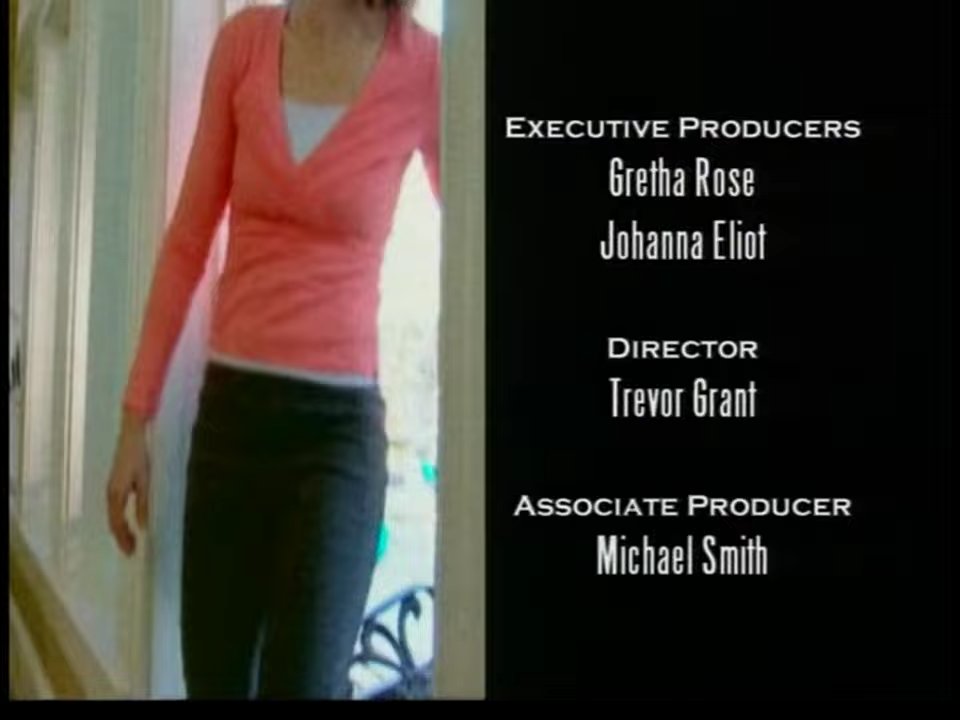 Executive Producers
Gretha Rose
Johanna Eliot
Director
Trevor Grant
Associate Producer
Michael Smith